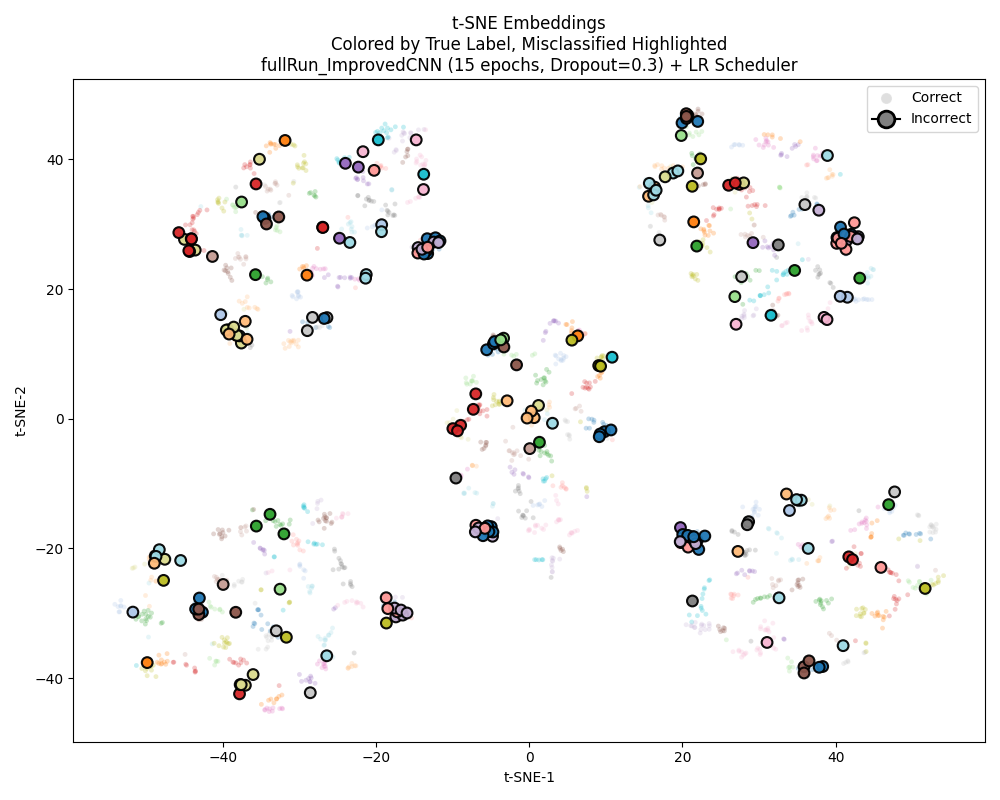 t-SNE Embeddings
Colored by True Label, Misclassified Highlighted
fullRun_ImprovedCNN (15 epochs, Dropout=0.3) + LR Scheduler
Correct
Incorrect
t-SNE-2
40
20
0
−20
−40
−40
−20
0
20
40
t-SNE-1